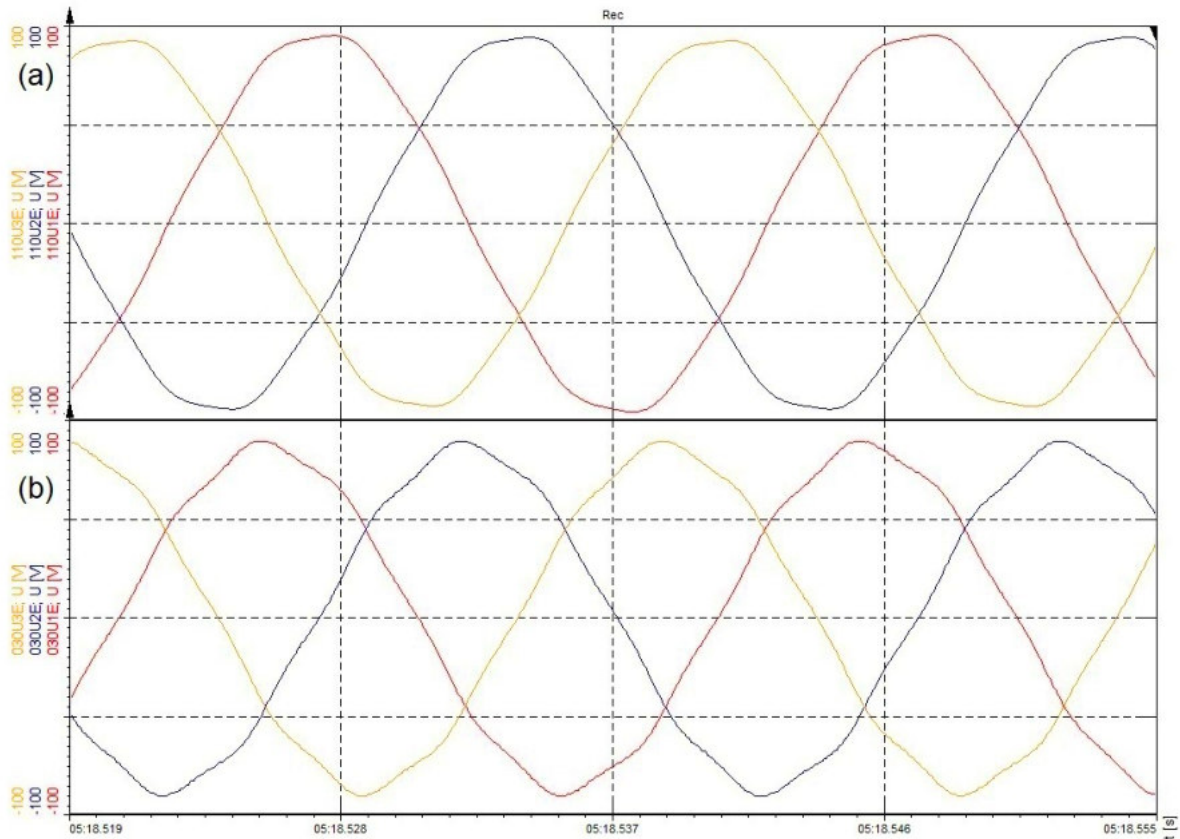 Rec
(a)
100
100
100
110U3E; U [V]
110U2E; U [V]
110U1E; U [V]
-100
-100
-100
(b)
100
100
100
030U3E; U [V]
030U2E; U [V]
030U1E; U [V]
-100
-100
-100
05:18.519
05:18.528
05:18.537
05:18.546
05:18.555
t [s]